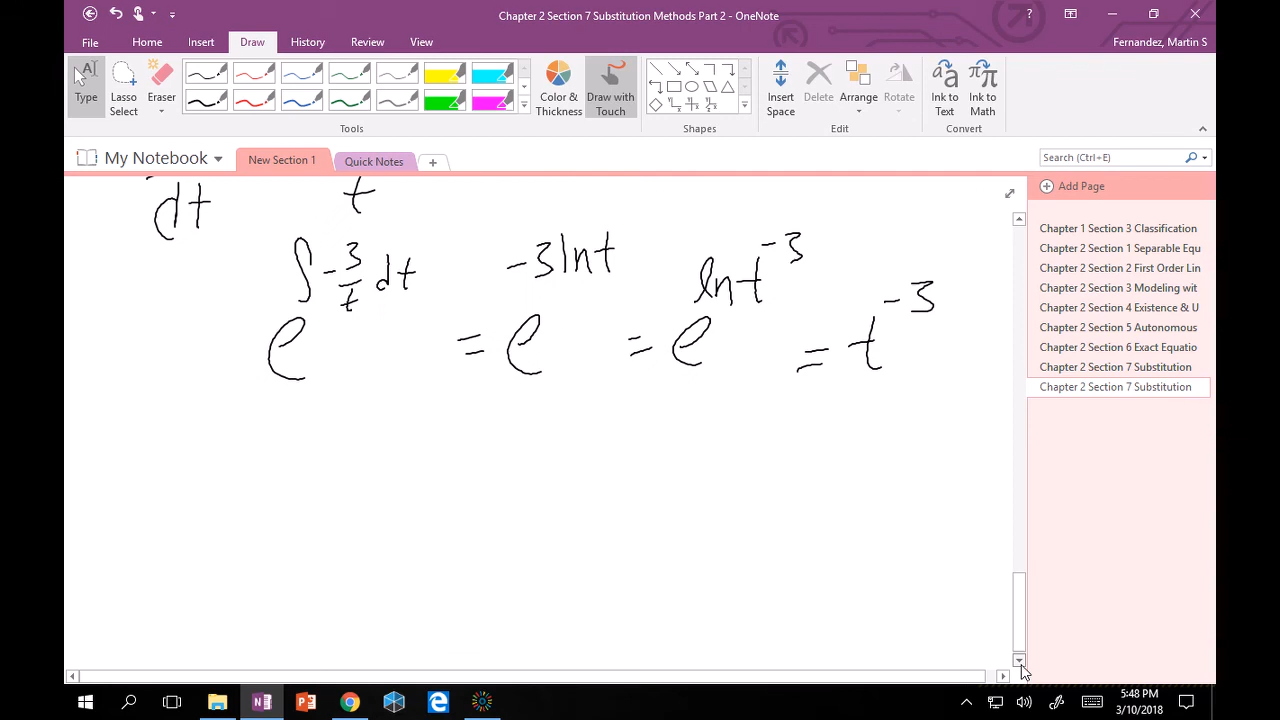 Chapter 2 Section 7 Substitution Methods Part 2 - OneNote
File Home Insert Draw History Review View
Fernandez, Martin S
Type
Lasso Select
Eraser
Color & Thickness
Draw with Touch
Insert Space
Delete
Arrange
Rotate
Ink to Text
Ink to Math
Tools
Shapes
Edit
Convert
My Notebook
New Section 1
Quick Notes
Search (Ctrl+E)
Add Page
Chapter 1 Section 3 Classification
Chapter 2 Section 1 Separable Equ
Chapter 2 Section 2 First Order Lin
Chapter 2 Section 3 Modeling wit
Chapter 2 Section 4 Existence & U
Chapter 2 Section 5 Autonomous
Chapter 2 Section 6 Exact Equatio
Chapter 2 Section 7 Substitution
Chapter 2 Section 7 Substitution
dt t
e^{∫ -3/t dt} = e^{-3 ln t} = e^{ln t^{-3}} = t^{-3}
5:48 PM
3/10/2018